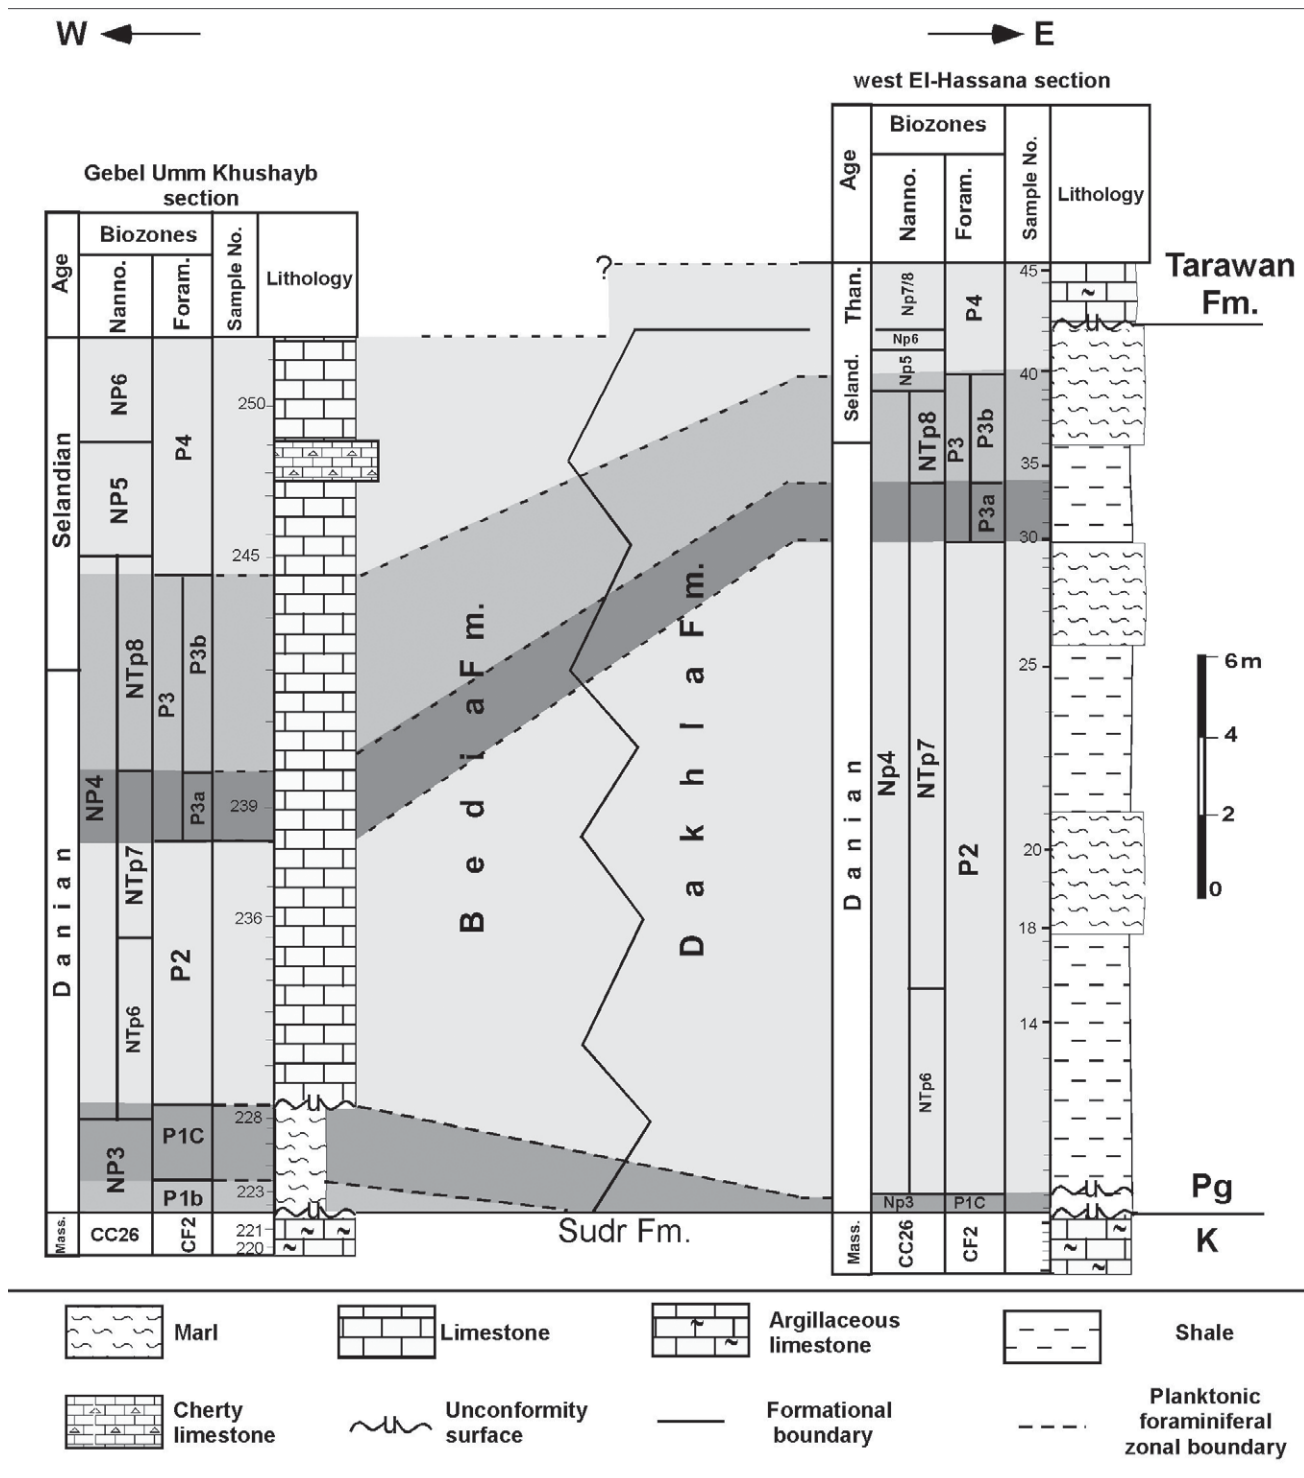 W
E
west El-Hassana section
Age
Biozones
Nanno.
Foram.
Sample No.
Lithology
Gebel Umm Khushayb
section
Age
Biozones
Nanno.
Foram.
Sample No.
Lithology
Selandian
Danian
Mass.
NP6
NP5
NP4
NP3
CC26
NTp8
NTp7
NTp6
P4
P3
P3b
P3a
P2
P1C
P1b
CF2
250
245
239
236
228
223
221
220
?
Bedia Fm.
Dakhla Fm.
Sudr Fm.
Than.
Seland.
Danian
Mass.
Np7/8
Np6
Np5
Np4
NTp8
NTp7
NTp6
Np3
CC26
P4
P3
P3b
P3a
P2
P1C
CF2
45
40
35
30
25
20
18
14
Tarawan
Fm.
6m
4
2
0
Pg
K
Marl
Limestone
Argillaceous
limestone
Shale
Cherty
limestone
Unconformity
surface
Formational
boundary
Planktonic
foraminiferal
zonal boundary